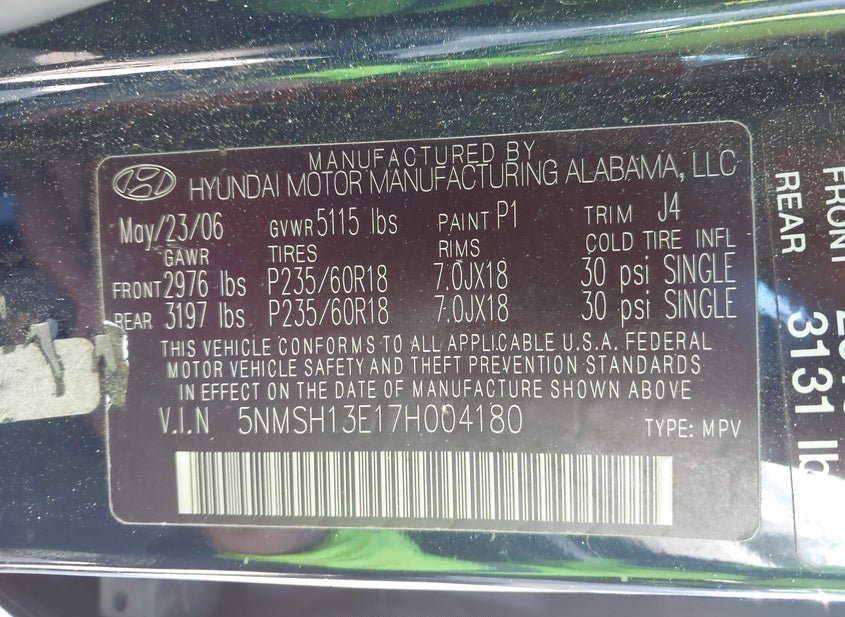 MANUFACTURED BY
HYUNDAI MOTOR MANUFACTURING ALABAMA, LLC
May/23/06 GVWR 5115 lbs PAINT P1 TRIM J4
GAWR TIRES RIMS COLD TIRE INFL
FRONT 2976 lbs P235/60R18 7.0JX18 30 psi SINGLE
REAR 3197 lbs P235/60R18 7.0JX18 30 psi SINGLE
THIS VEHICLE CONFORMS TO ALL APPLICABLE U.S.A. FEDERAL
MOTOR VEHICLE SAFETY AND THEFT PREVENTION STANDARDS
IN EFFECT ON THE DATE OF MANUFACTURE SHOWN ABOVE
V.I.N 5NMSH13E17H004180 TYPE: MPV
FRONT
REAR 3131 lb